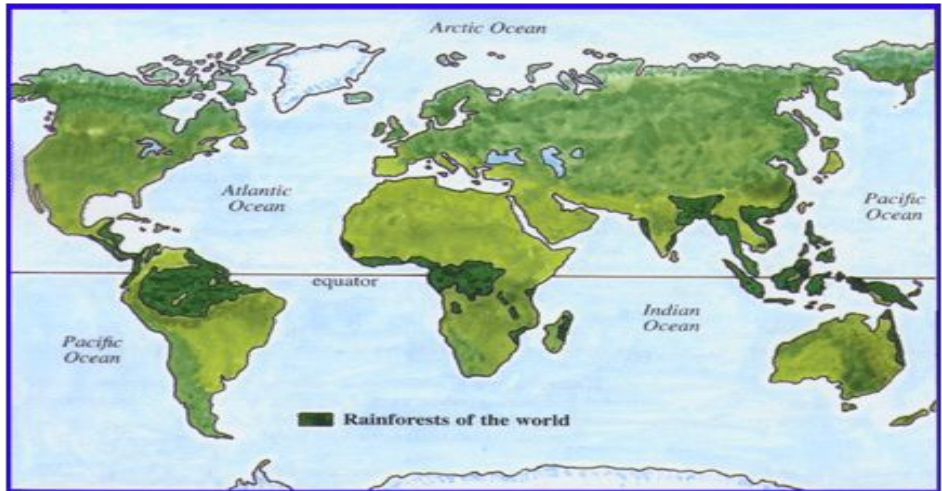 Arctic Ocean
Atlantic
Ocean
Pacific
Ocean
equator
Indian
Ocean
Pacific
Ocean
Rainforests of the world